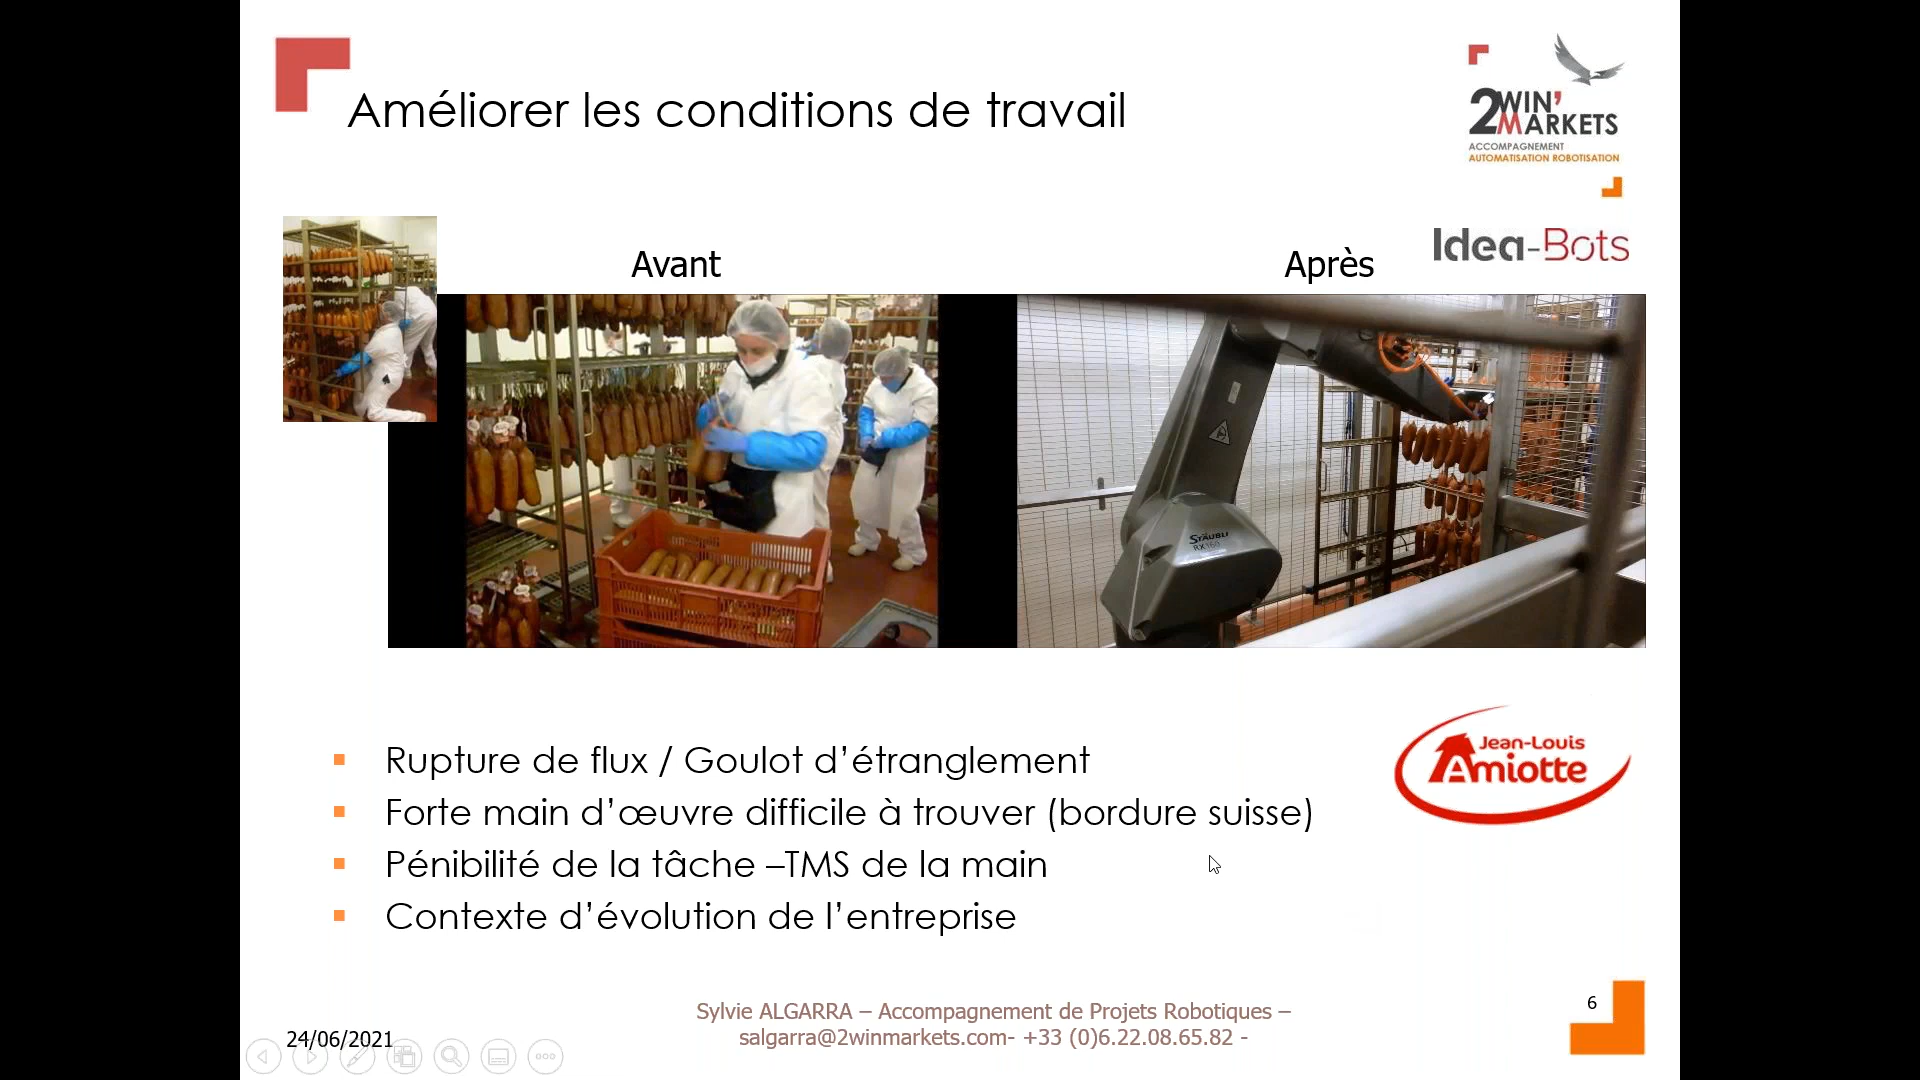 Améliorer les conditions de travail
2WIN'
MARKETS
ACCOMPAGNEMENT
AUTOMATISATION ROBOTISATION
Idea-Bots
Avant
Après
STÄUBLI
RX160
Rupture de flux / Goulot d’étranglement
Forte main d’œuvre difficile à trouver (bordure suisse)
Pénibilité de la tâche –TMS de la main
Contexte d’évolution de l’entreprise
Jean-Louis
Amiotte
Sylvie ALGARRA – Accompagnement de Projets Robotiques –
salgarra@2winmarkets.com- +33 (0)6.22.08.65.82 -
24/06/2021
6